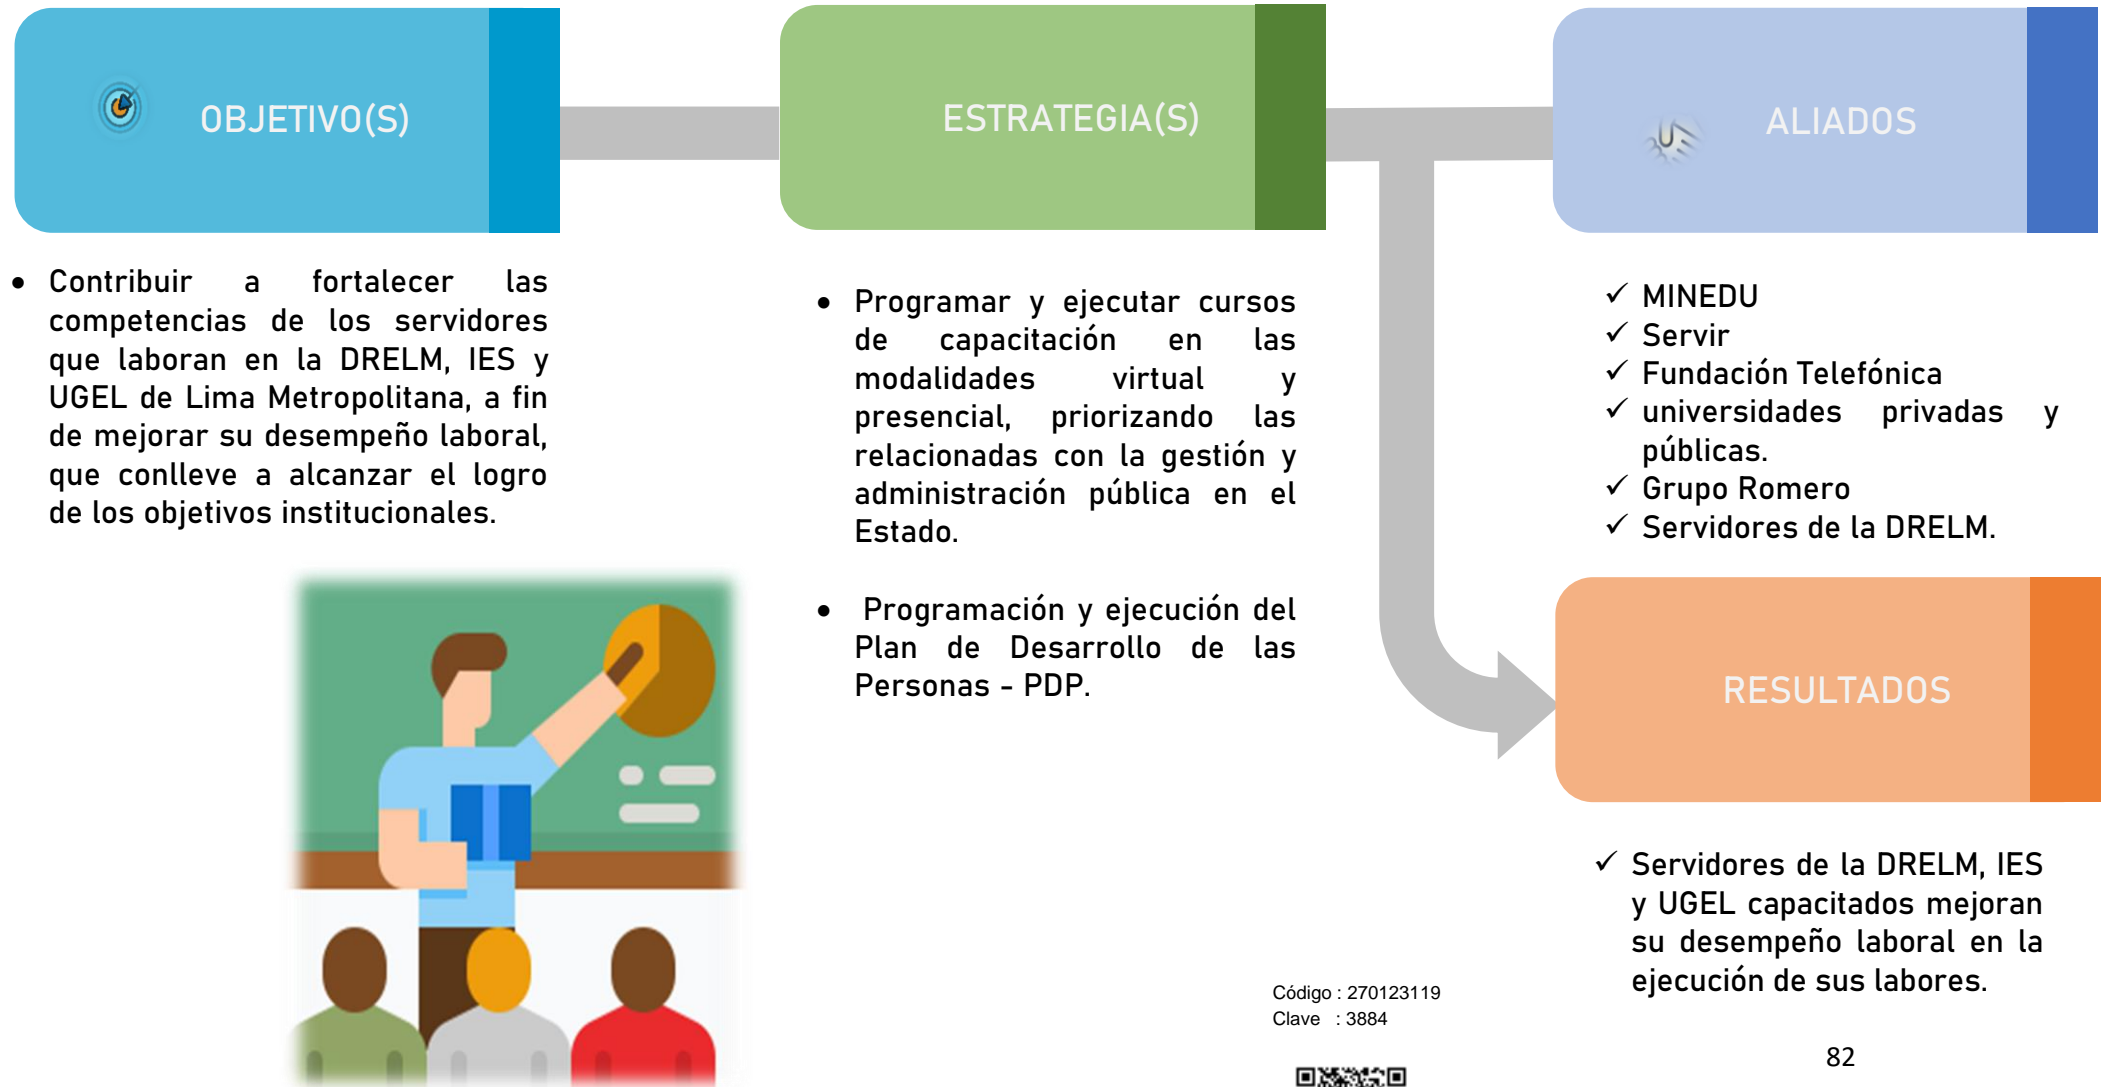 OBJETIVO(S)
• Contribuir a fortalecer las
competencias de los servidores
que laboran en la DRELM, IES y
UGEL de Lima Metropolitana, a fin
de mejorar su desempeño laboral,
que conlleve a alcanzar el logro
de los objetivos institucionales.
ESTRATEGIA(S)
• Programar y ejecutar cursos
de capacitación en las
modalidades virtual y
presencial, priorizando las
relacionadas con la gestión y
administración pública en el
Estado.
• Programación y ejecución del
Plan de Desarrollo de las
Personas - PDP.
ALIADOS
✓ MINEDU
✓ Servir
✓ Fundación Telefónica
✓ universidades privadas y
públicas.
✓ Grupo Romero
✓ Servidores de la DRELM.
RESULTADOS
✓ Servidores de la DRELM, IES
y UGEL capacitados mejoran
su desempeño laboral en la
ejecución de sus labores.
Código : 270123119
Clave : 3884
82